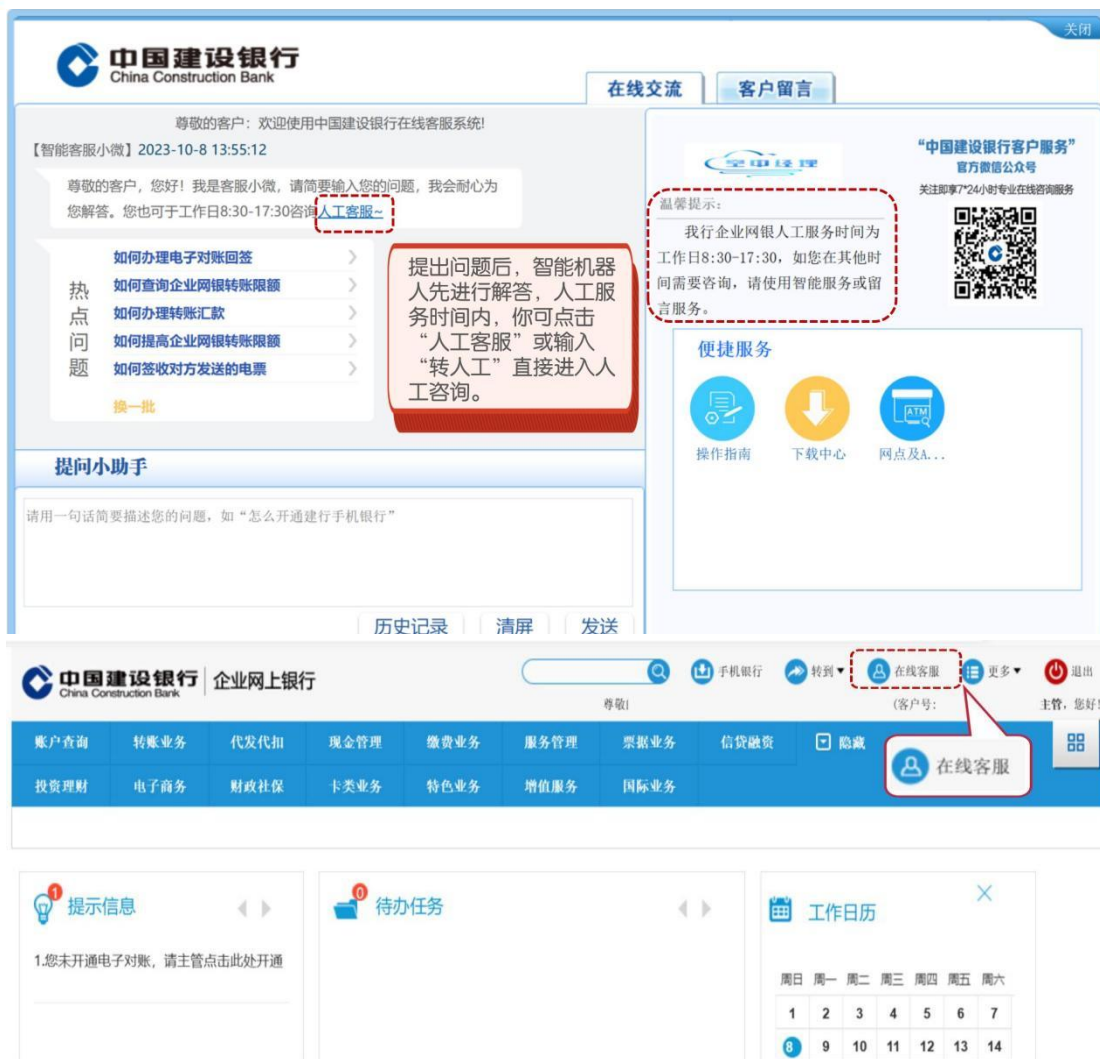 关闭
中国建设银行
China Construction Bank
在线交流
客户留言
尊敬的客户：欢迎使用中国建设银行在线客服系统!
【智能客服小微】2023-10-8 13:55:12
尊敬的客户，您好！我是客服小微，请简要输入您的问题，我会耐心为
您解答。您也可于工作日8:30-17:30咨询人工客服~
热点问题
如何办理电子对账回签
如何查询企业网银转账限额
如何办理转账汇款
如何提高企业网银转账限额
如何签收对方发送的电票
换一批
提出问题后，智能机器
人先进行解答，人工服
务时间内，你可点击
“人工客服”或输入
“转人工”直接进入人
工咨询。
提问小助手
请用一句话简要描述您的问题，如“怎么开通建行手机银行”
历史记录
清屏
发送
温馨提示：
我行企业网银人工服务时间为
工作日8:30-17:30，如您在其他时
间需要咨询，请使用智能服务或留
言服务。
“中国建设银行客户服务”
官方微信公众号
关注即享7*24小时专业在线咨询服务
便捷服务
ATM
操作指南
下载中心
网点及A...
中国建设银行
China Construction Bank
企业网上银行
手机银行
转到
在线客服
更多
退出
尊敬
(客户号:
主管，您好!
账户查询 转账业务 代发代扣 现金管理 缴费业务 服务管理 票据业务 信贷融资 隐藏
投资理财 电子商务 财政社保 卡类业务 特色业务 增值服务 国际业务
在线客服
1
提示信息
1.您未开通电子对账，请主管点击此处开通
0
待办任务
工作日历
周日 周一 周二 周三 周四 周五 周六
1 2 3 4 5 6 7
8 9 10 11 12 13 14